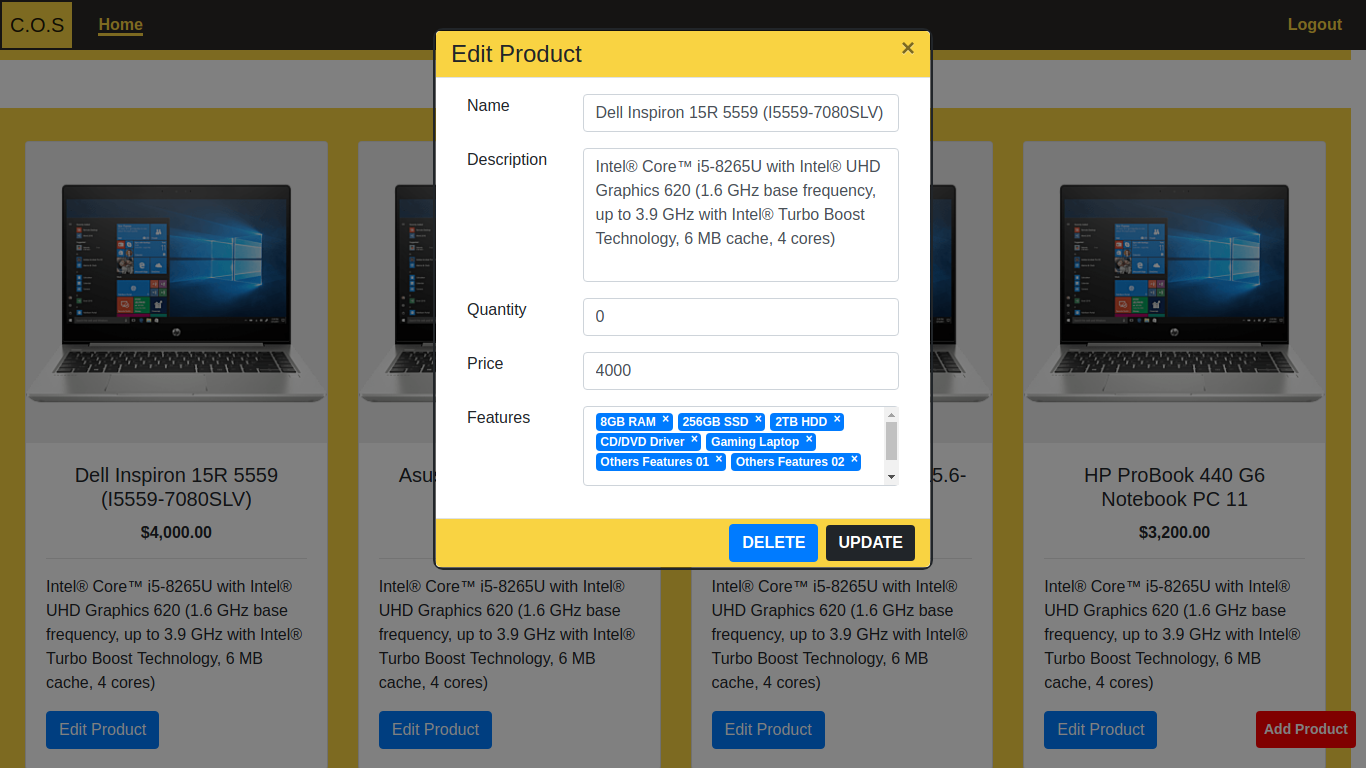 C.O.S
Home
Logout
Edit Product
×
Name
Dell Inspiron 15R 5559 (I5559-7080SLV)
Description
Intel® Core™ i5-8265U with Intel® UHD
Graphics 620 (1.6 GHz base frequency,
up to 3.9 GHz with Intel® Turbo Boost
Technology, 6 MB cache, 4 cores)
Quantity
0
Price
4000
Features
8GB RAM × 256GB SSD × 2TB HDD ×
CD/DVD Driver × Gaming Laptop ×
Others Features 01 × Others Features 02 ×
DELETE UPDATE
Dell Inspiron 15R 5559
(I5559-7080SLV)
$4,000.00
Intel® Core™ i5-8265U with Intel®
UHD Graphics 620 (1.6 GHz base
frequency, up to 3.9 GHz with Intel®
Turbo Boost Technology, 6 MB
cache, 4 cores)
Edit Product
Intel® Core™ i5-8265U with Intel®
UHD Graphics 620 (1.6 GHz base
frequency, up to 3.9 GHz with Intel®
Turbo Boost Technology, 6 MB
cache, 4 cores)
Edit Product
5.6-
Intel® Core™ i5-8265U with Intel®
UHD Graphics 620 (1.6 GHz base
frequency, up to 3.9 GHz with Intel®
Turbo Boost Technology, 6 MB
cache, 4 cores)
Edit Product
HP ProBook 440 G6
Notebook PC 11
$3,200.00
Intel® Core™ i5-8265U with Intel®
UHD Graphics 620 (1.6 GHz base
frequency, up to 3.9 GHz with Intel®
Turbo Boost Technology, 6 MB
cache, 4 cores)
Edit Product
Add Product